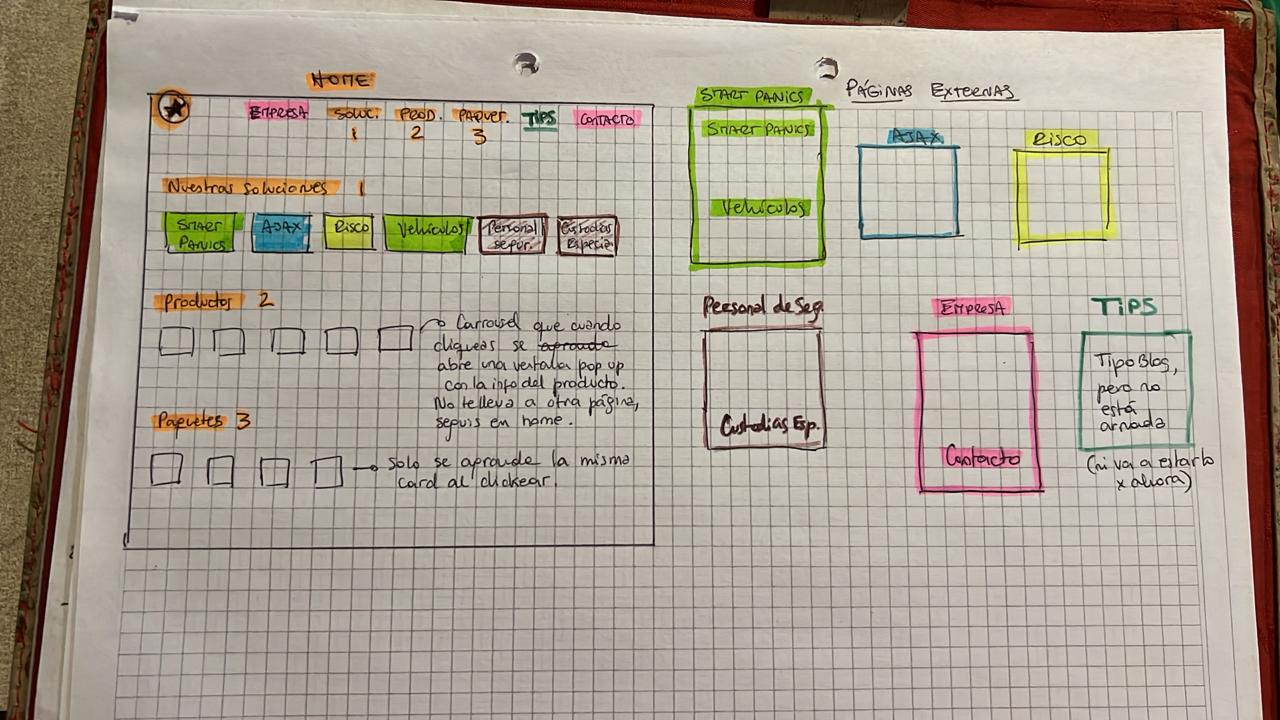 HOME
EMPRESA SOLUC. PROD. PAQUET. TIPS CONTACTO
1 2 3
Nuestras soluciones 1
START PANICS
AJAX
RISCO
Vehículos
Personal segur.
Custodias Especia
Productos 2
Carrousel que cuando
cliqueas se aprande
abre una ventana pop up
con la info del producto.
No te lleva a otra página,
seguis en home.
Paquetes 3
Solo se agrande la misma
card al clickear.
PÁGINAS EXTERNAS
START PANICS
START PANICS
Vehículos
AJAX
RISCO
Personal de Seg.
Custodias Esp.
EMPRESA
Contacto
TIPS
Tipo Blog,
pero no
está
armada
(ni va a estarlo
x ahora)